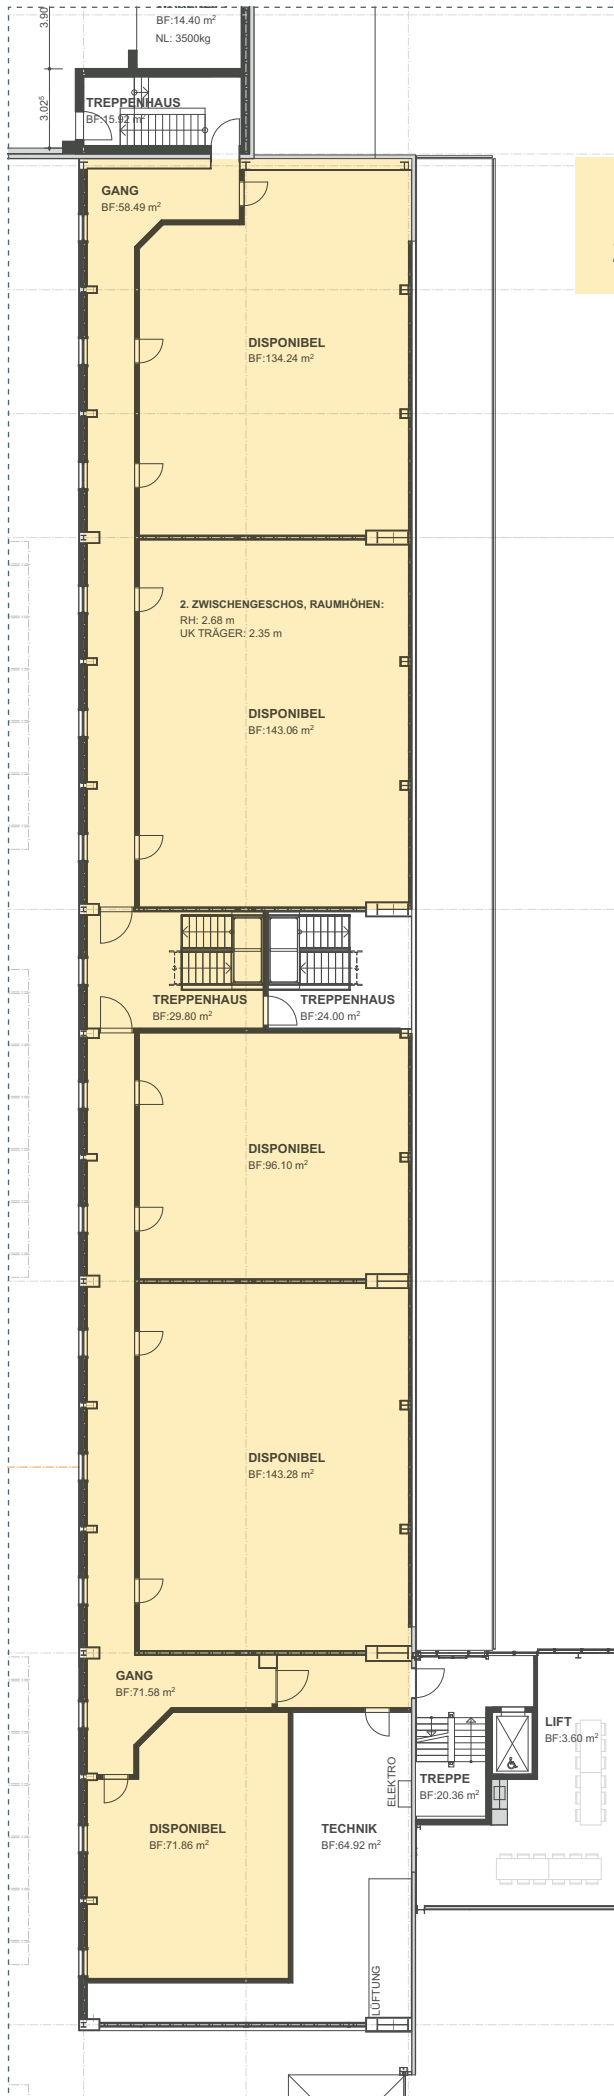 BF:14.40 m²
NL: 3500kg
3.90
3.02⁵
TREPPENHAUS
BF:15.92 m²
GANG
BF:58.49 m²
DISPONIBEL
BF:134.24 m²
2. ZWISCHENGESCHOS, RAUMHÖHEN:
RH: 2.68 m
UK TRÄGER: 2.35 m
DISPONIBEL
BF:143.06 m²
TREPPENHAUS
BF:29.80 m²
TREPPENHAUS
BF:24.00 m²
DISPONIBEL
BF:96.10 m²
DISPONIBEL
BF:143.28 m²
GANG
BF:71.58 m²
LIFT
BF:3.60 m²
ELEKTRO
TREPPE
BF:20.36 m²
DISPONIBEL
BF:71.86 m²
TECHNIK
BF:64.92 m²
LÜFTUNG